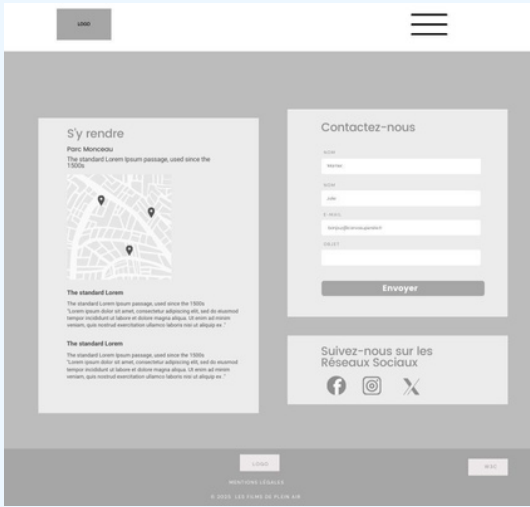 LOGO
S'y rendre
Parc Monceau
The standard Lorem Ipsum passage, used since the
1500s
The standard Lorem
The standard Lorem Ipsum passage, used since the 1500s
"Lorem ipsum dolor sit amet, consectetur adipiscing elit, sed do eiusmod
tempor incididunt ut labore et dolore magna aliqua. Ut enim ad minim
veniam, quis nostrud exercitation ullamco laboris nisi ut aliquip ex "
The standard Lorem
The standard Lorem Ipsum passage, used since the 1500s
"Lorem ipsum dolor sit amet, consectetur adipiscing elit, sed do eiusmod
tempor incididunt ut labore et dolore magna aliqua. Ut enim ad minim
veniam, quis nostrud exercitation ullamco laboris nisi ut aliquip ex "
Contactez-nous
NOM
NOM
E-MAIL
OBJET
Envoyer
Suivez-nous sur les
Réseaux Sociaux
LOGO
W3C
MENTIONS LÉGALES
LES FILMS DE PLEIN AIR